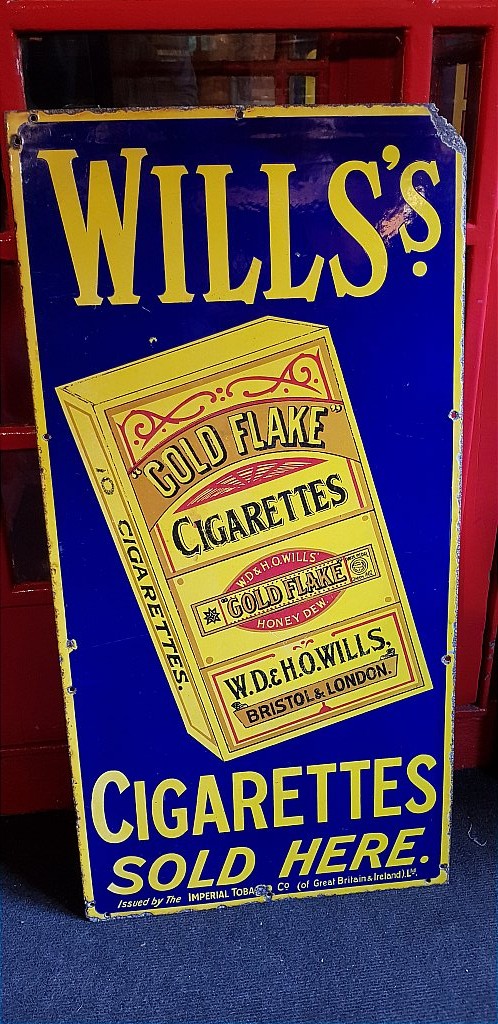 WILLS'S
"GOLD FLAKE"
CIGARETTES
10 CIGARETTES.
W.D & H.O. WILLS'
"GOLD FLAKE"
HONEY DEW.
W.D. & H.O. WILLS.
BRISTOL & LONDON.
CIGARETTES
SOLD HERE.
Issued by The IMPERIAL Co (of Great Britain & Ireland), Ltd.